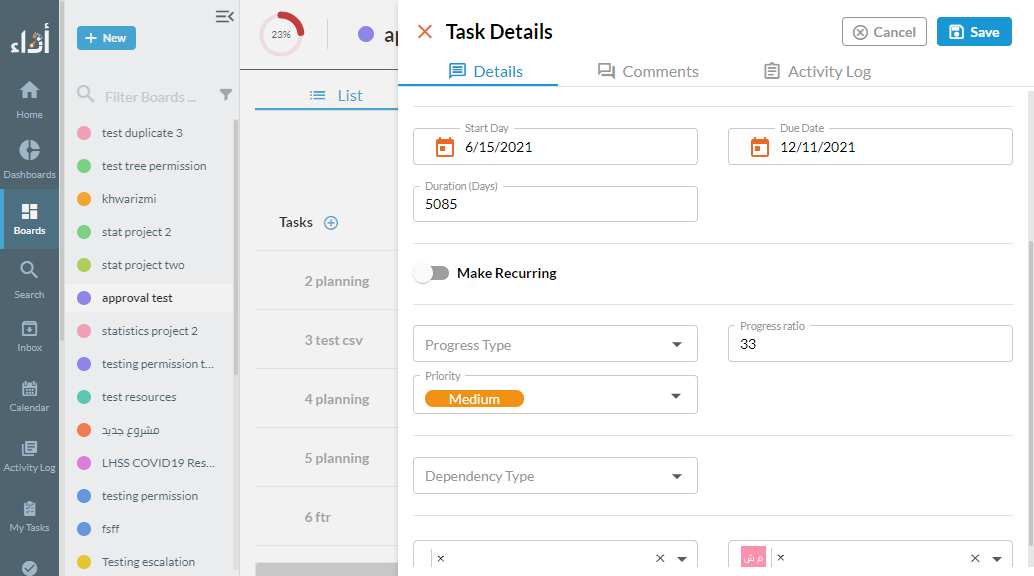 أداء
Home
Dashboards
Boards
Search
Inbox
Calendar
Activity Log
My Tasks
+ New
Filter Boards ...
test duplicate 3
test tree permission
khwarizmi
stat project 2
stat project two
approval test
statistics project 2
testing permission t...
test resources
مشروع جديد
LHSS COVID19 Res...
testing permission
fsff
Testing escalation
23%
ap
List
Tasks
2 planning
3 test csv
4 planning
5 planning
6 ftr
Task Details
Cancel
Save
Details
Comments
Activity Log
Start Day
6/15/2021
Due Date
12/11/2021
Duration (Days)
5085
Make Recurring
Progress Type
Progress ratio
33
Priority
Medium
Dependency Type
م ش